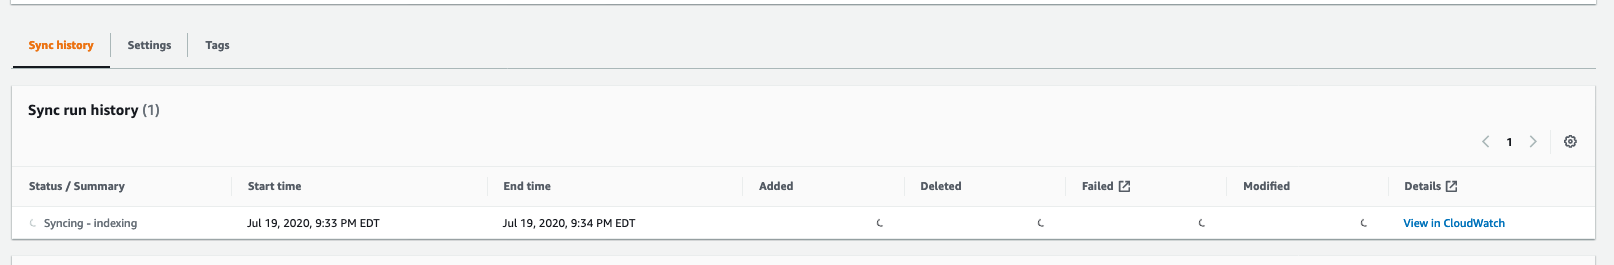 Sync history Settings Tags
Sync run history (1)
1
Status / Summary Start time End time Added Deleted Failed Modified Details
Syncing - indexing Jul 19, 2020, 9:33 PM EDT Jul 19, 2020, 9:34 PM EDT View in CloudWatch